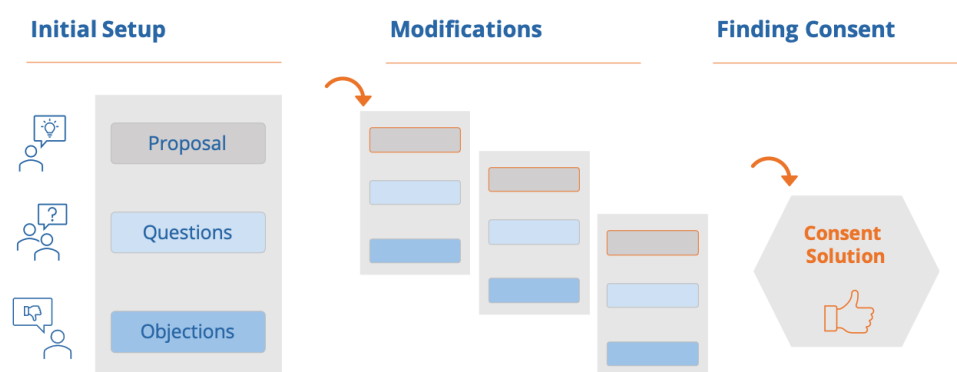 Initial Setup
Modifications
Finding Consent
Proposal
Questions
Objections
?
Consent
Solution